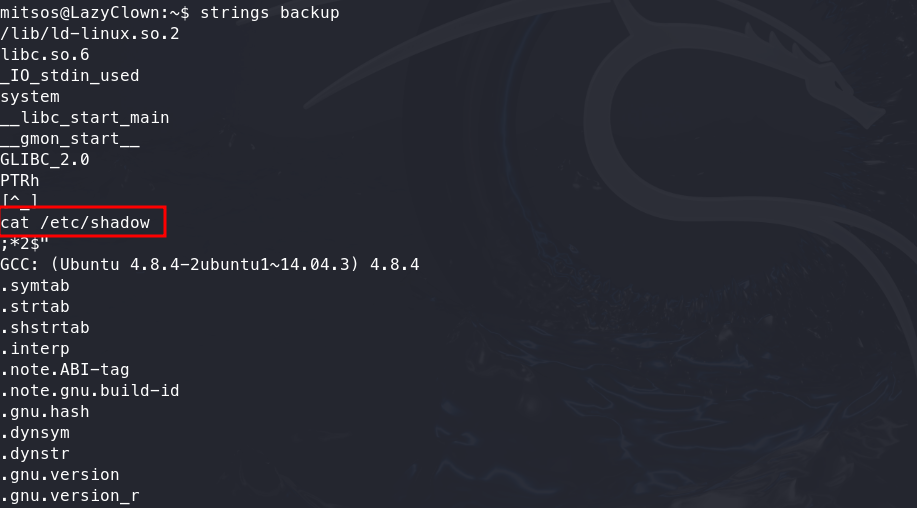 mitsos@LazyClown:~$ strings backup
/lib/ld-linux.so.2
libc.so.6
_IO_stdin_used
system
__libc_start_main
__gmon_start__
GLIBC_2.0
PTRh
[^_]
cat /etc/shadow
;*2$"
GCC: (Ubuntu 4.8.4-2ubuntu1~14.04.3) 4.8.4
.symtab
.strtab
.shstrtab
.interp
.note.ABI-tag
.note.gnu.build-id
.gnu.hash
.dynsym
.dynstr
.gnu.version
.gnu.version_r